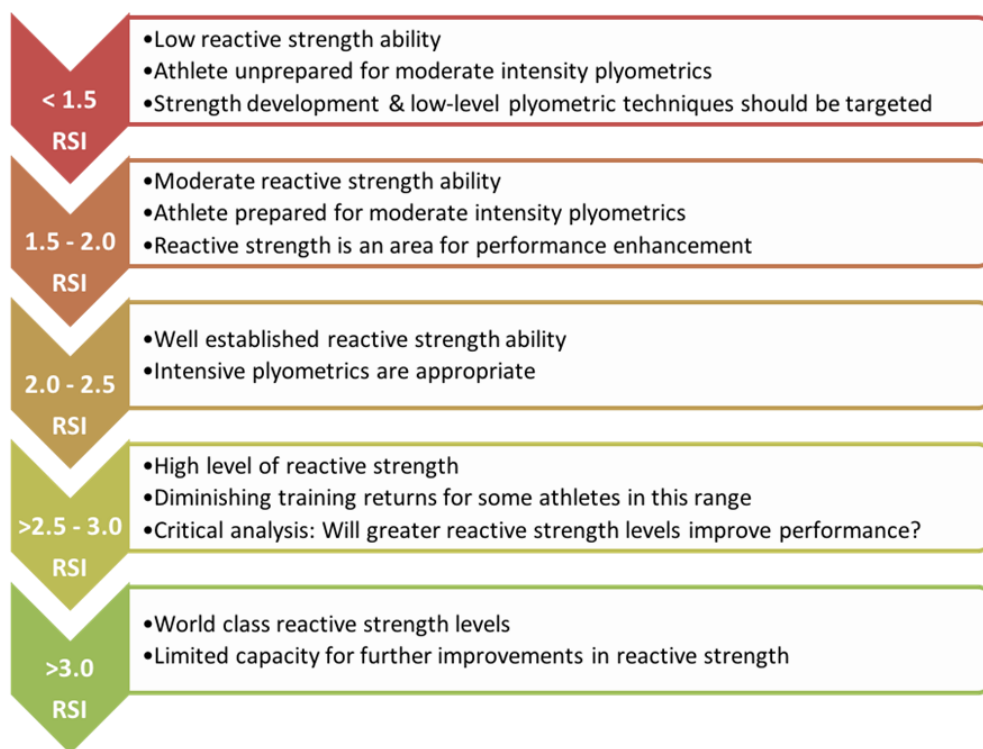 < 1.5
RSI
•Low reactive strength ability
•Athlete unprepared for moderate intensity plyometrics
•Strength development & low-level plyometric techniques should be targeted
1.5 - 2.0
RSI
•Moderate reactive strength ability
•Athlete prepared for moderate intensity plyometrics
•Reactive strength is an area for performance enhancement
2.0 - 2.5
RSI
•Well established reactive strength ability
•Intensive plyometrics are appropriate
>2.5 - 3.0
RSI
•High level of reactive strength
•Diminishing training returns for some athletes in this range
•Critical analysis: Will greater reactive strength levels improve performance?
>3.0
RSI
•World class reactive strength levels
•Limited capacity for further improvements in reactive strength